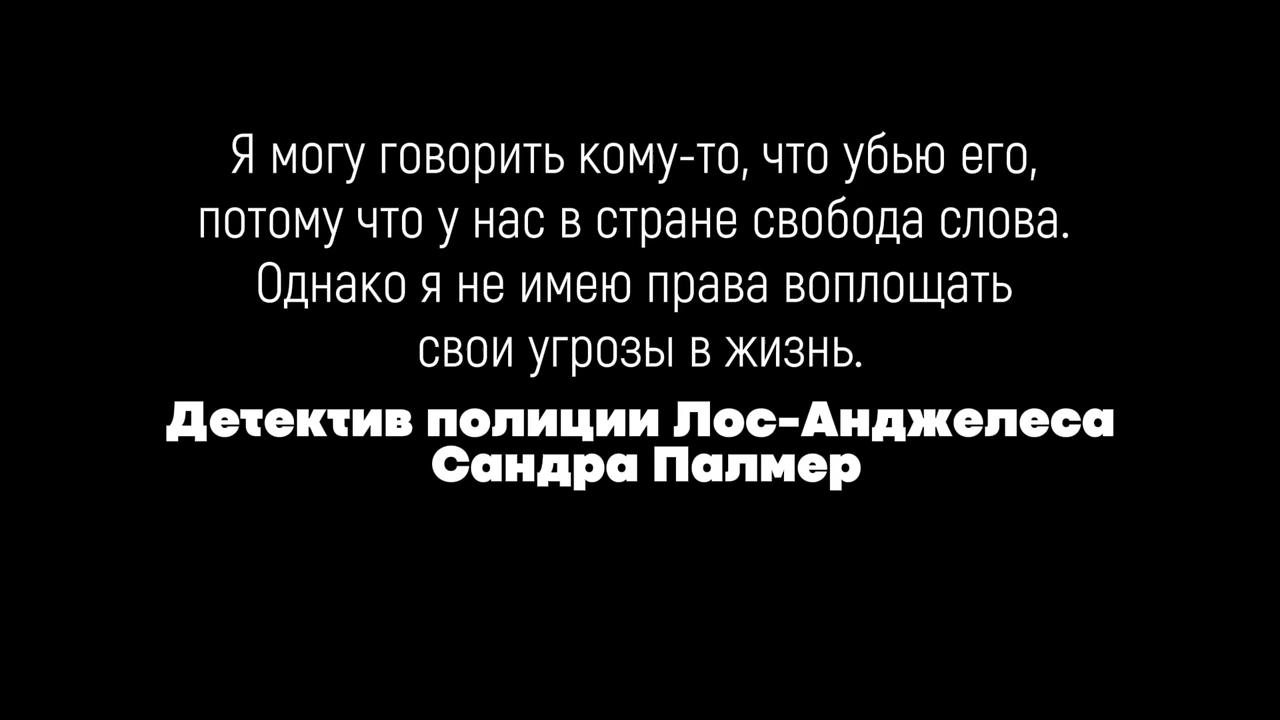 Я могу говорить кому-то, что убью его,
потому что у нас в стране свобода слова.
Однако я не имею права воплощать
свои угрозы в жизнь.
Детектив полиции Лос-Анджелеса
Сандра Палмер